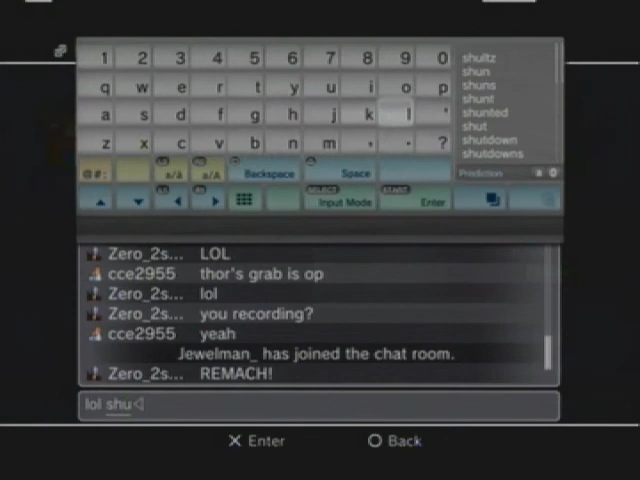 1 2 3 4 5 6 7 8 9 0
q w e r t y u i o p
a s d f g h j k l '
z x c v b n m , . ?
@#: a/A a/A Backspace Space
SELECT Input Mode START Enter
shultz
shun
shuns
shunt
shunted
shut
shutdown
shutdowns
Prediction
Zero_2s... LOL
cce2955 thor's grab is op
Zero_2s... lol
Zero_2s... you recording?
cce2955 yeah
Jewelman_ has joined the chat room.
Zero_2s... REMACH!
lol shu
X Enter O Back